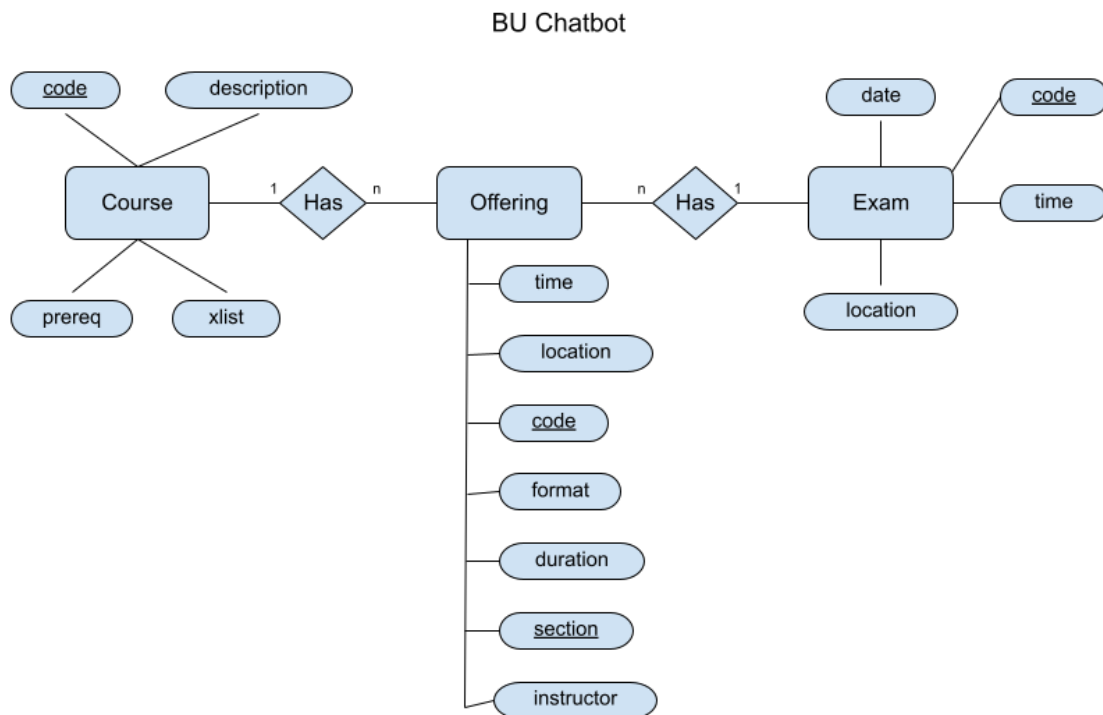 BU Chatbot
code
description
date
code
Course
1
Has
n
Offering
n
Has
1
Exam
time
prereq
xlist
time
location
location
code
format
duration
section
instructor